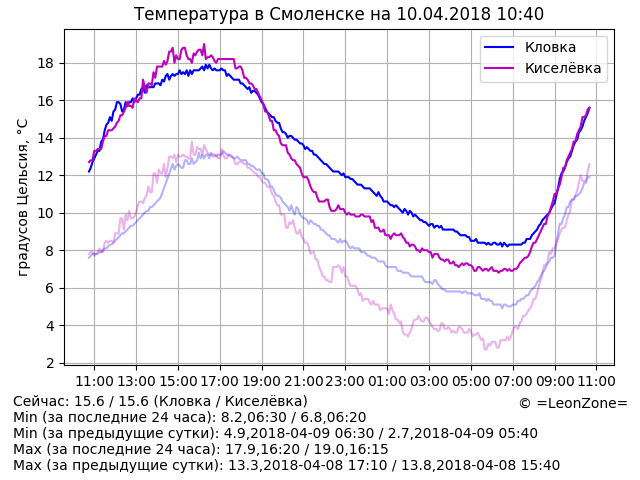 Температура в Смоленске на 10.04.2018 10:40
Кловка
Киселёвка
градусов Цельсия, °C
18
16
14
12
10
8
6
4
2
11:00 13:00 15:00 17:00 19:00 21:00 23:00 01:00 03:00 05:00 07:00 09:00 11:00
Сейчас: 15.6 / 15.6 (Кловка / Киселёвка)
© =LeonZone=
Min (за последние 24 часа): 8.2,06:30 / 6.8,06:20
Min (за предыдущие сутки): 4.9,2018-04-09 06:30 / 2.7,2018-04-09 05:40
Max (за последние 24 часа): 17.9,16:20 / 19.0,16:15
Max (за предыдущие сутки): 13.3,2018-04-08 17:10 / 13.8,2018-04-08 15:40